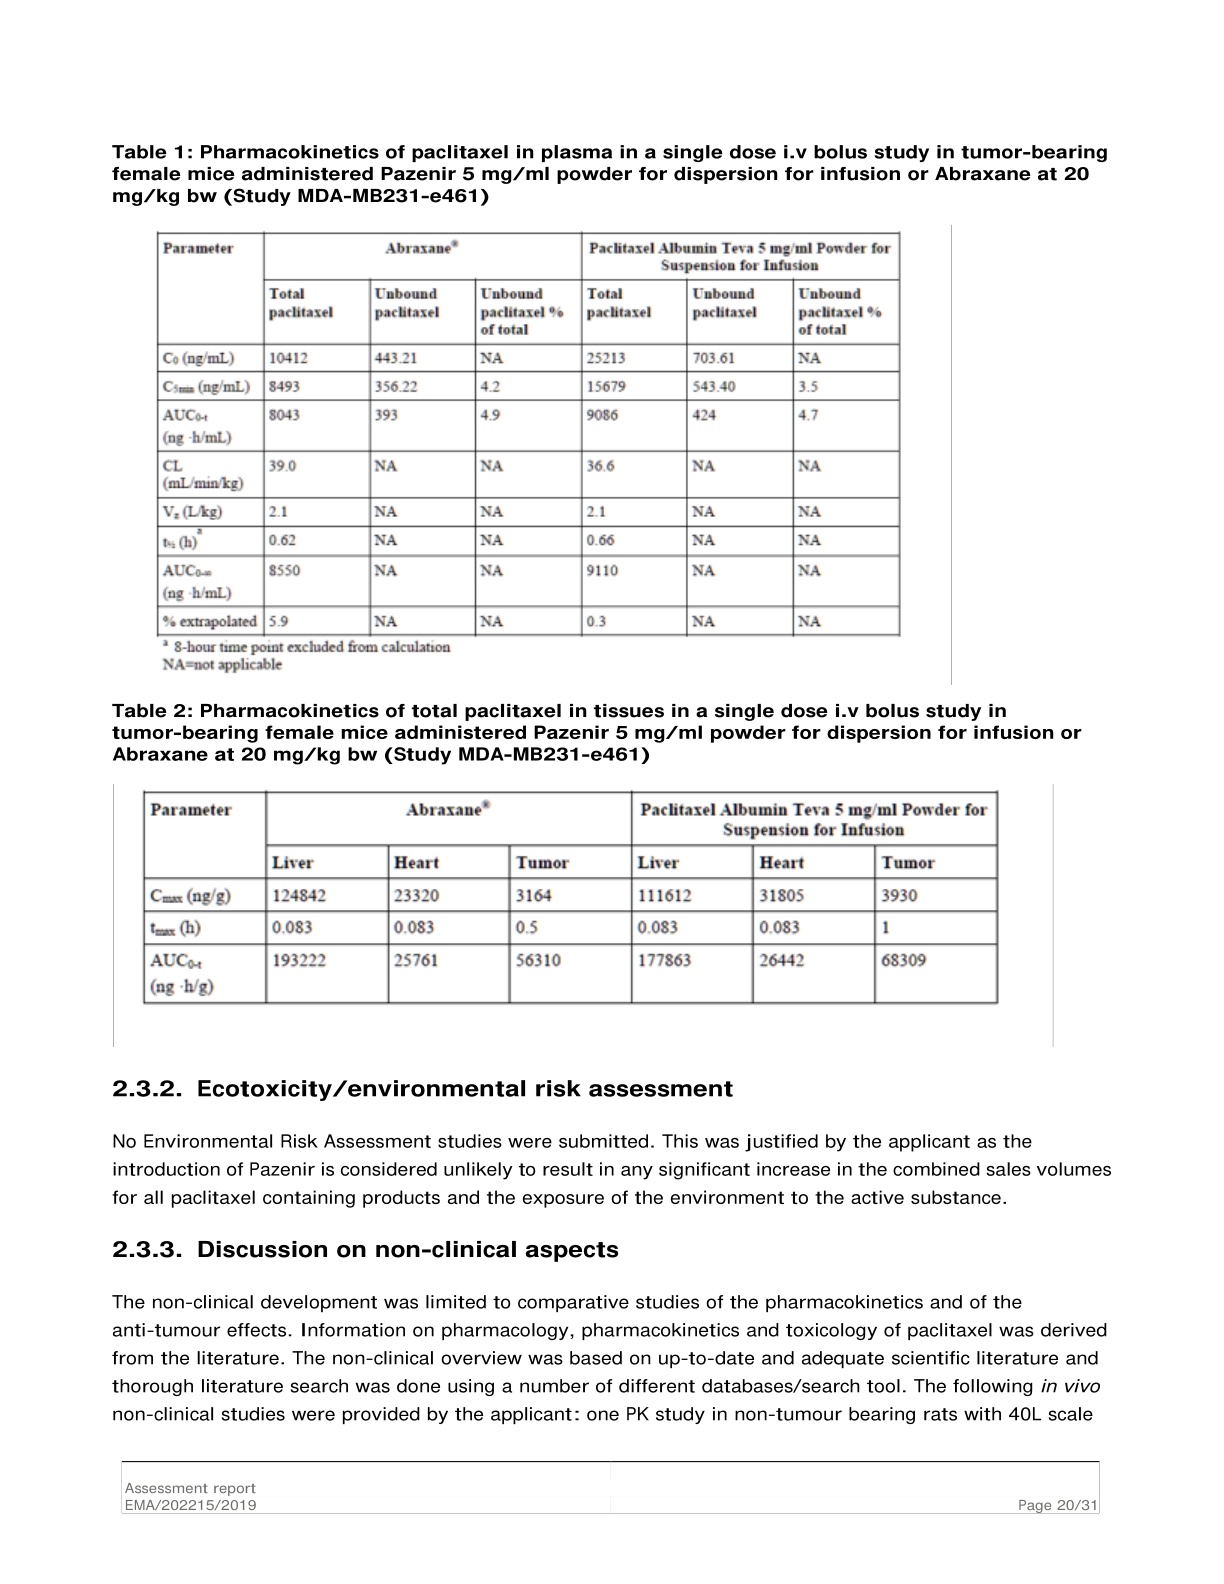 Table 1: Pharmacokinetics of paclitaxel in plasma in a single dose i.v bolus study in tumor-bearing
female mice administered Pazenir 5 mg/ml powder for dispersion for infusion or Abraxane at 20
mg/kg bw (Study MDA-MB231-e461)
Parameter Abraxane® Paclitaxel Albumin Teva 5 mg/ml Powder for
Suspension for Infusion
Total Unbound Unbound Total Unbound Unbound
paclitaxel paclitaxel paclitaxel % paclitaxel paclitaxel paclitaxel %
of total of total
C₀ (ng/mL) 10412 443.21 NA 25213 703.61 NA
C5min (ng/mL) 8493 356.22 4.2 15679 543.40 3.5
AUC0-t 8043 393 4.9 9086 424 4.7
(ng ·h/mL)
CL 39.0 NA NA 36.6 NA NA
(mL/min/kg)
Vz (L/kg) 2.1 NA NA 2.1 NA NA
t½ (h)ª 0.62 NA NA 0.66 NA NA
AUC0-∞ 8550 NA NA 9110 NA NA
(ng ·h/mL)
% extrapolated 5.9 NA NA 0.3 NA NA
ª 8-hour time point excluded from calculation
NA=not applicable
Table 2: Pharmacokinetics of total paclitaxel in tissues in a single dose i.v bolus study in
tumor-bearing female mice administered Pazenir 5 mg/ml powder for dispersion for infusion or
Abraxane at 20 mg/kg bw (Study MDA-MB231-e461)
Parameter Abraxane® Paclitaxel Albumin Teva 5 mg/ml Powder for
Suspension for Infusion
Liver Heart Tumor Liver Heart Tumor
Cmax (ng/g) 124842 23320 3164 111612 31805 3930
tmax (h) 0.083 0.083 0.5 0.083 0.083 1
AUC0-t 193222 25761 56310 177863 26442 68309
(ng ·h/g)
2.3.2. Ecotoxicity/environmental risk assessment
No Environmental Risk Assessment studies were submitted. This was justified by the applicant as the
introduction of Pazenir is considered unlikely to result in any significant increase in the combined sales volumes
for all paclitaxel containing products and the exposure of the environment to the active substance.
2.3.3. Discussion on non-clinical aspects
The non-clinical development was limited to comparative studies of the pharmacokinetics and of the
anti-tumour effects. Information on pharmacology, pharmacokinetics and toxicology of paclitaxel was derived
from the literature. The non-clinical overview was based on up-to-date and adequate scientific literature and
thorough literature search was done using a number of different databases/search tool. The following in vivo
non-clinical studies were provided by the applicant: one PK study in non-tumour bearing rats with 40L scale
Assessment report
EMA/202215/2019 Page 20/31